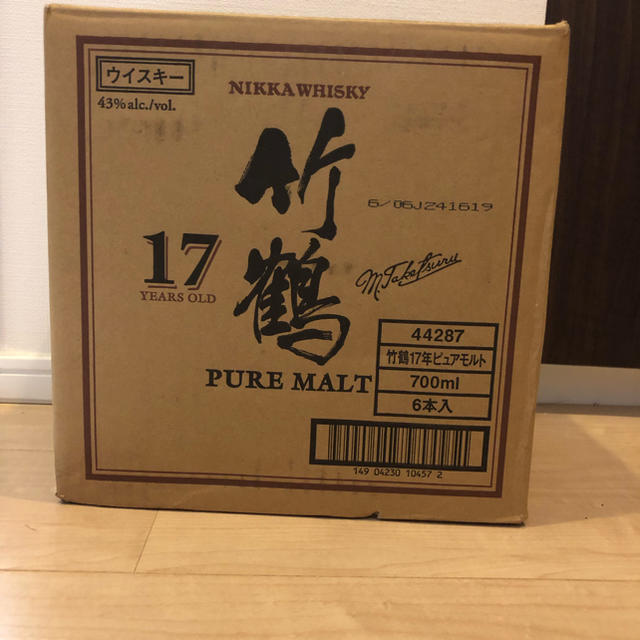 ウイスキー
43% alc./vol.
NIKKA WHISKY
竹鶴
6/06J241619
17
YEARS OLD
M.Taketsuru
PURE MALT
44287
竹鶴17年ピュアモルト
700ml
6本入
149 04230 10457 2